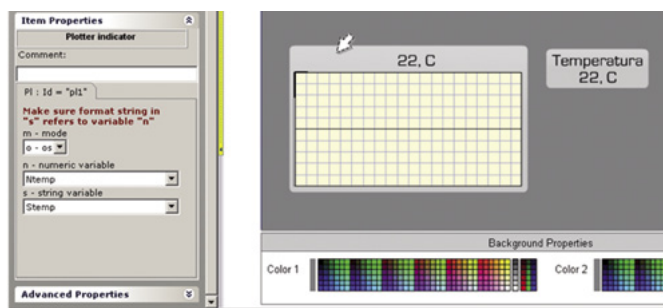 Item Properties
Plotter indicator
Comment:
Pl : Id = "pl1"
Make sure format string in
"s" refers to variable "n"
m - mode
o - os
n - numeric variable
Ntemp
s - string variable
Stemp
Advanced Properties
22, C
Temperatura
22, C
Background Properties
Color 1
Color 2